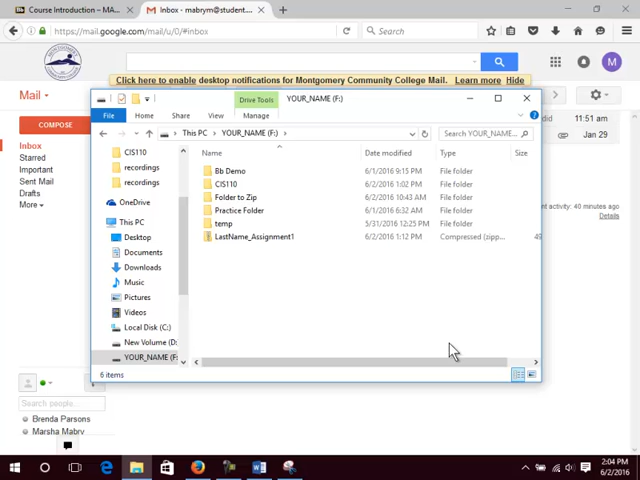 Course Introduction – MA...
Inbox - mabrym@student...
https://mail.google.com/mail/u/0/#inbox
Search
MONTGOMERY
M
Click here to enable desktop notifications for Montgomery Community College Mail. Learn more Hide
Mail
COMPOSE
Inbox
Starred
Important
Sent Mail
Drafts
More
11:51 am
Jan 29
t activity: 40 minutes ago
Details
Search people...
Brenda Parsons
Marsha Mabry
Drive Tools
YOUR_NAME (F:)
File Home Share View Manage
This PC > YOUR_NAME (F:) >
Search YOUR_NAME...
Name Date modified Type Size
CIS110
recordings
recordings
OneDrive
This PC
Desktop
Documents
Downloads
Music
Pictures
Videos
Local Disk (C:)
New Volume (D:
YOUR_NAME (F:
Bb Demo 6/1/2016 9:15 PM File folder
CIS110 6/2/2016 1:02 PM File folder
Folder to Zip 6/2/2016 10:43 AM File folder
Practice Folder 6/1/2016 6:32 AM File folder
temp 5/31/2016 12:25 PM File folder
LastName_Assignment1 6/2/2016 1:12 PM Compressed (zipp... 49
6 items
2:04 PM
6/2/2016